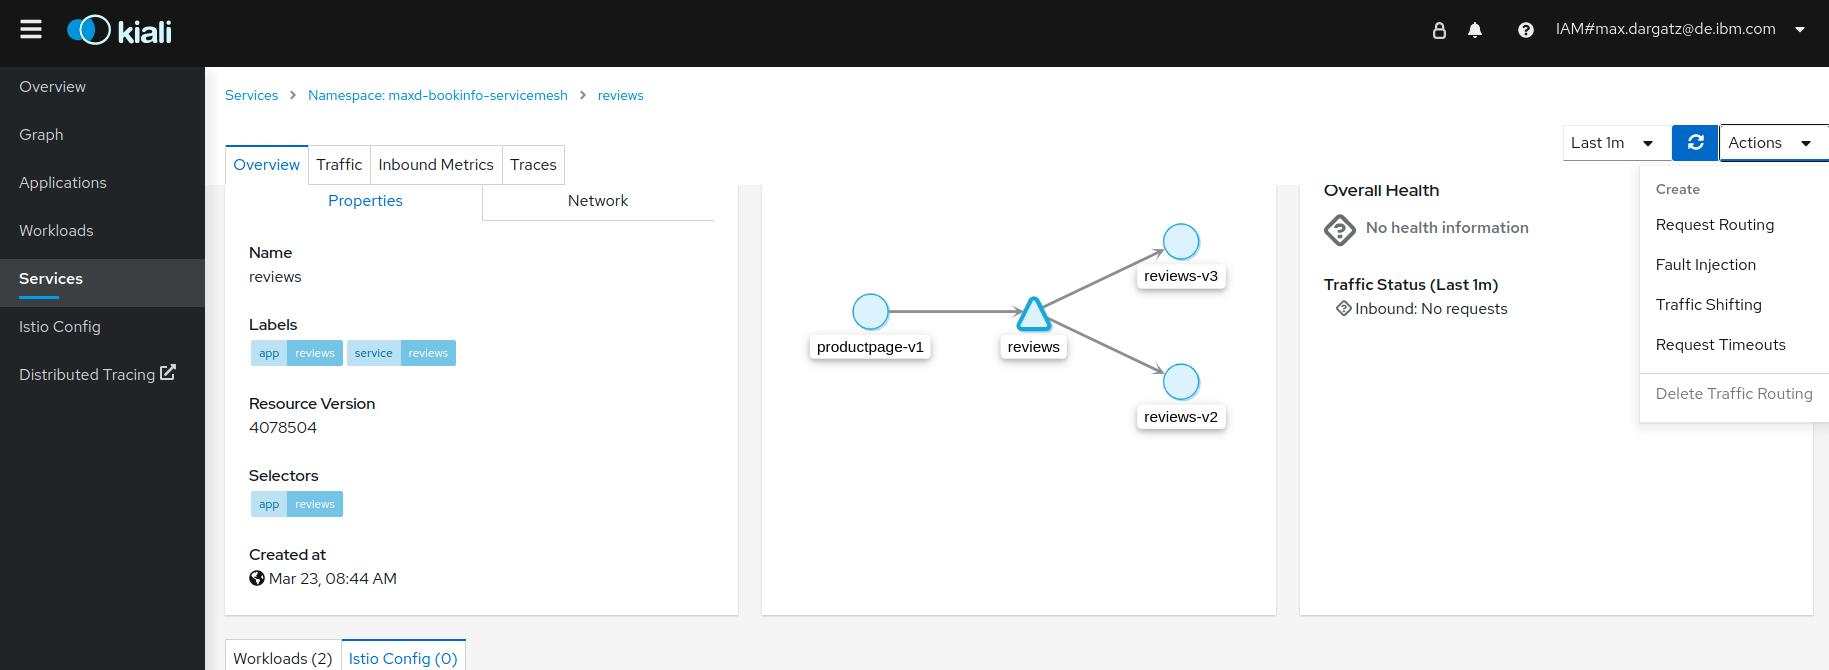 kiali
IAM#max.dargatz@de.ibm.com
Overview
Graph
Applications
Workloads
Services
Istio Config
Distributed Tracing
Services > Namespace: maxd-bookinfo-servicemesh > reviews
Last 1m
Actions
Overview Traffic Inbound Metrics Traces
Properties Network
Name
reviews
Labels
app reviews service reviews
Resource Version
4078504
Selectors
app reviews
Created at
Mar 23, 08:44 AM
productpage-v1
reviews
reviews-v3
reviews-v2
Overall Health
No health information
Traffic Status (Last 1m)
Inbound: No requests
Create
Request Routing
Fault Injection
Traffic Shifting
Request Timeouts
Delete Traffic Routing
Workloads (2) Istio Config (0)